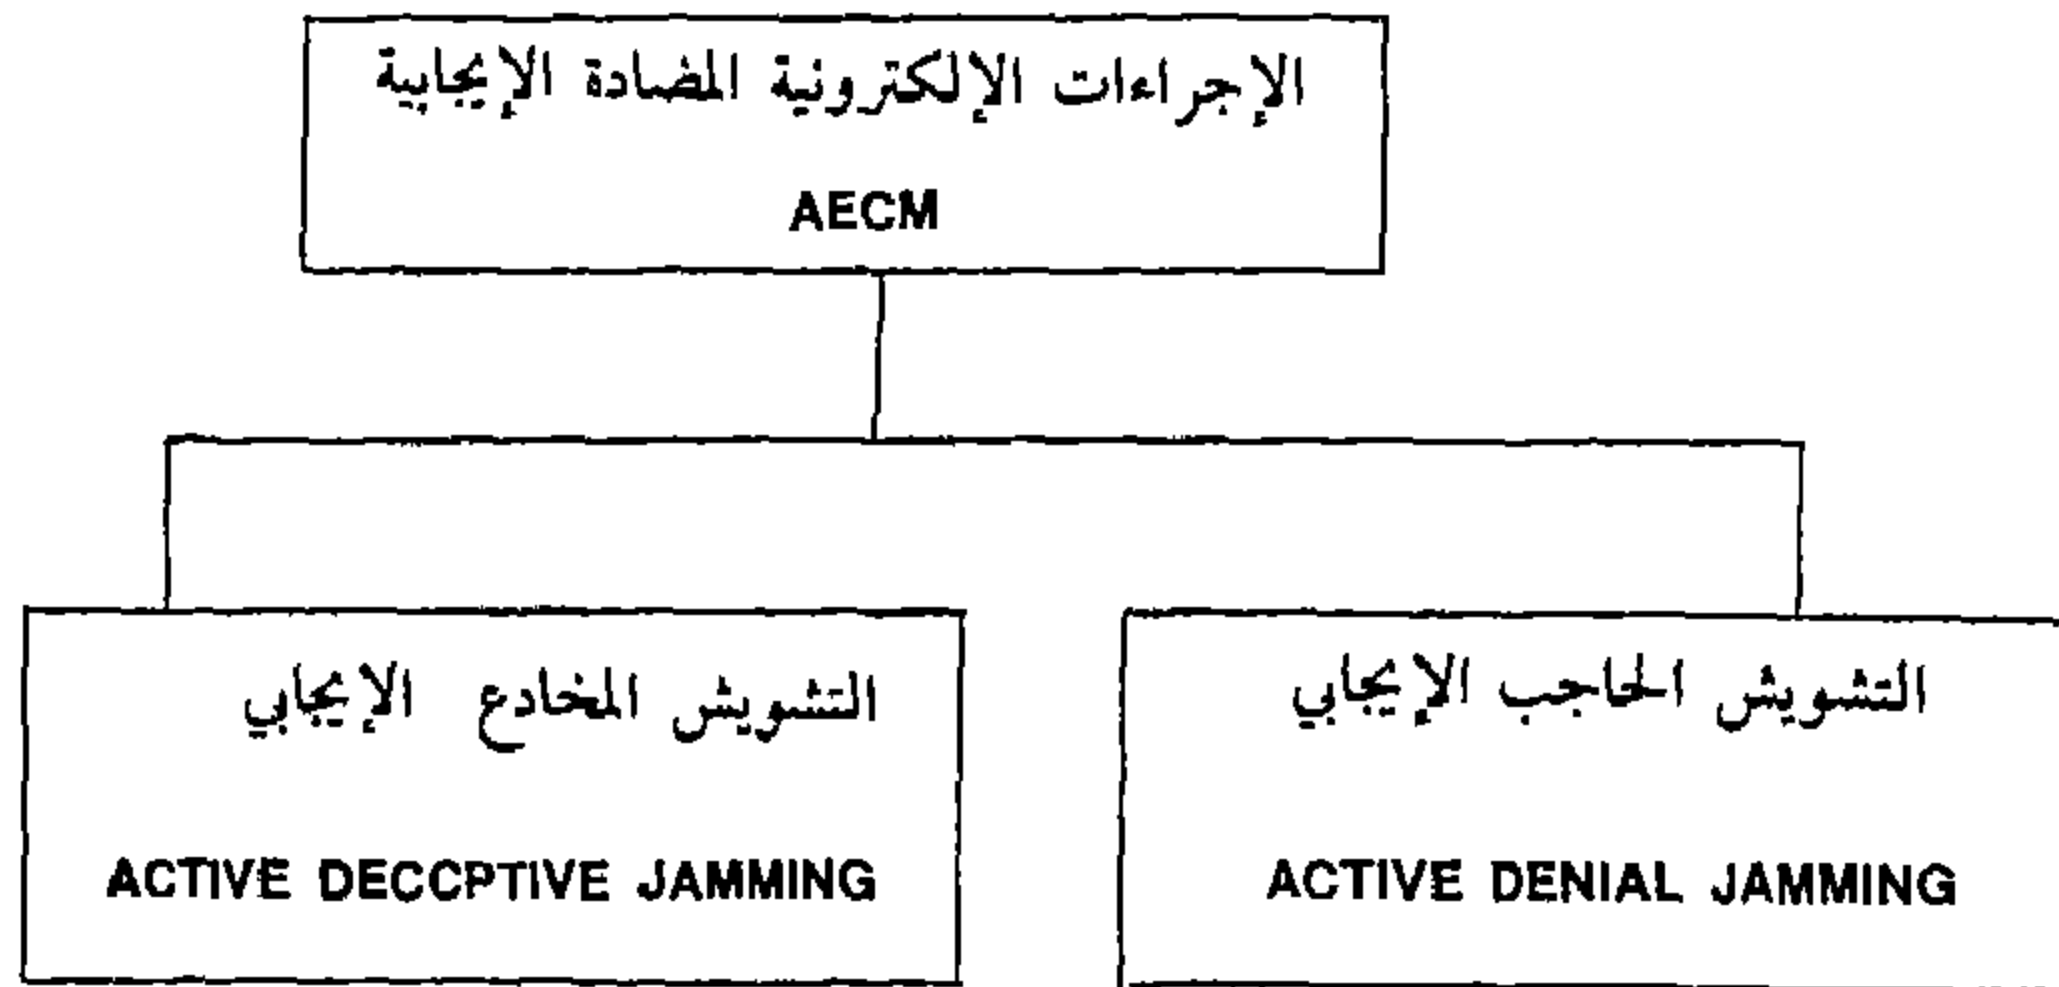 الإجراءات الإلكترونية المضادة الإيجابية
AECM
التشويش الحاجب الإيجابي
ACTIVE DENIAL JAMMING
التشويش المخادع الإيجابي
ACTIVE DECCPTIVE JAMMING